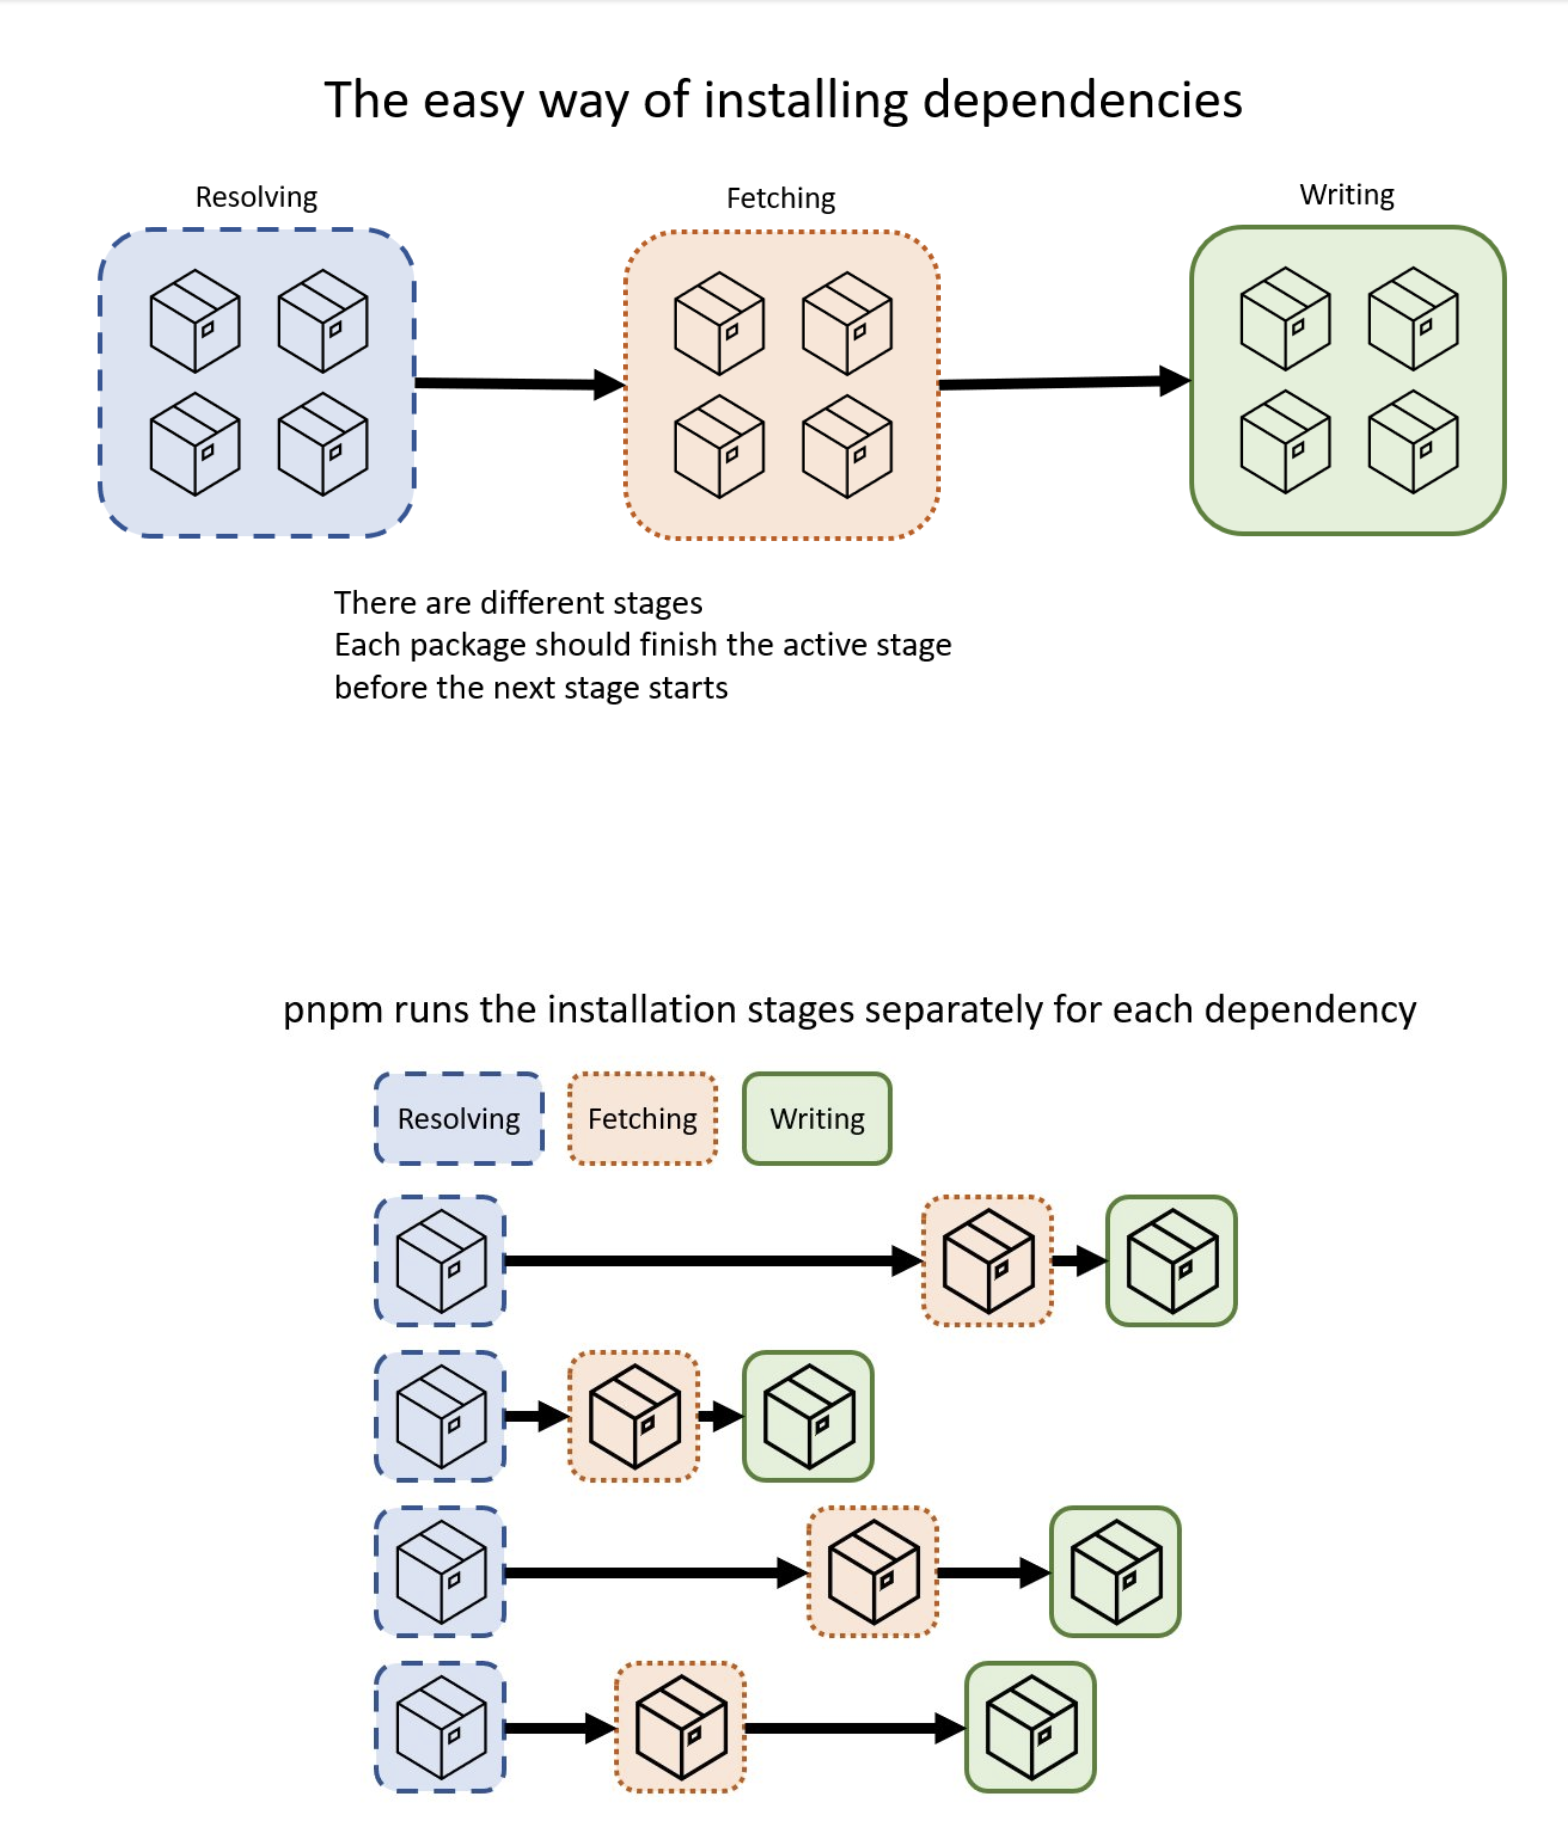 The easy way of installing dependencies
Resolving
Fetching
Writing
There are different stages
Each package should finish the active stage
before the next stage starts
pnpm runs the installation stages separately for each dependency
Resolving
Fetching
Writing